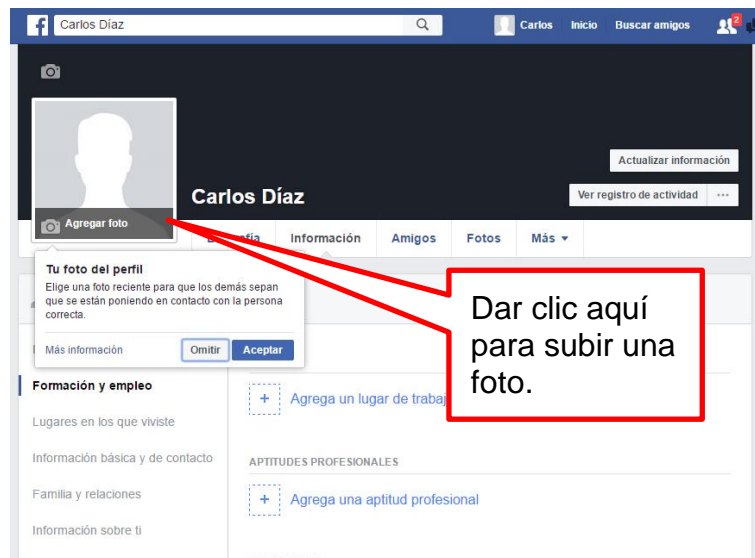 f Carlos Díaz Carlos Inicio Buscar amigos 2
Actualizar información
Carlos Díaz
Ver registro de actividad ...
Agregar foto
Información Amigos Fotos Más
Tu foto del perfil
Elige una foto reciente para que los demás sepan
que se están poniendo en contacto con la persona
correcta.
Más información Omitir Aceptar
Dar clic aquí
para subir una
foto.
Formación y empleo
Agrega un lugar de trabaj
Lugares en los que viviste
Información básica y de contacto
APTITUDES PROFESIONALES
Familia y relaciones
Agrega una aptitud profesional
Información sobre ti